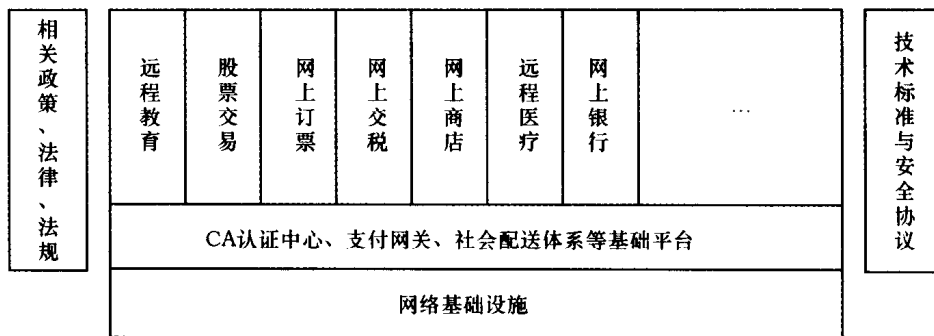 相关政策、法律、法规
远程教育
股票交易
网上订票
网上交税
网上商店
远程医疗
网上银行
…
技术标准与安全协议
CA认证中心、支付网关、社会配送体系等基础平台
网络基础设施